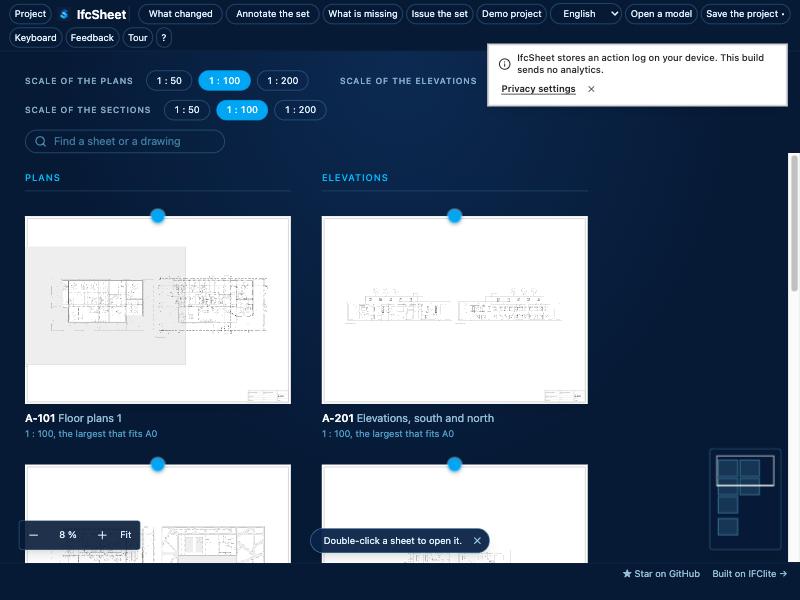 Project
IfcSheet
What changed
Annotate the set
What is missing
Issue the set
Demo project
English
Open a model
Save the project •
Keyboard
Feedback
Tour
?
IfcSheet stores an action log on your device. This build
sends no analytics.
Privacy settings ×
SCALE OF THE PLANS
1 : 50
1 : 100
1 : 200
SCALE OF THE ELEVATIONS
SCALE OF THE SECTIONS
1 : 50
1 : 100
1 : 200
Find a sheet or a drawing
PLANS
ELEVATIONS
A-101 Floor plans 1
1 : 100, the largest that fits A0
A-201 Elevations, south and north
1 : 100, the largest that fits A0
− 8 % + Fit
Double-click a sheet to open it. ×
★ Star on GitHub
Built on IFClite →